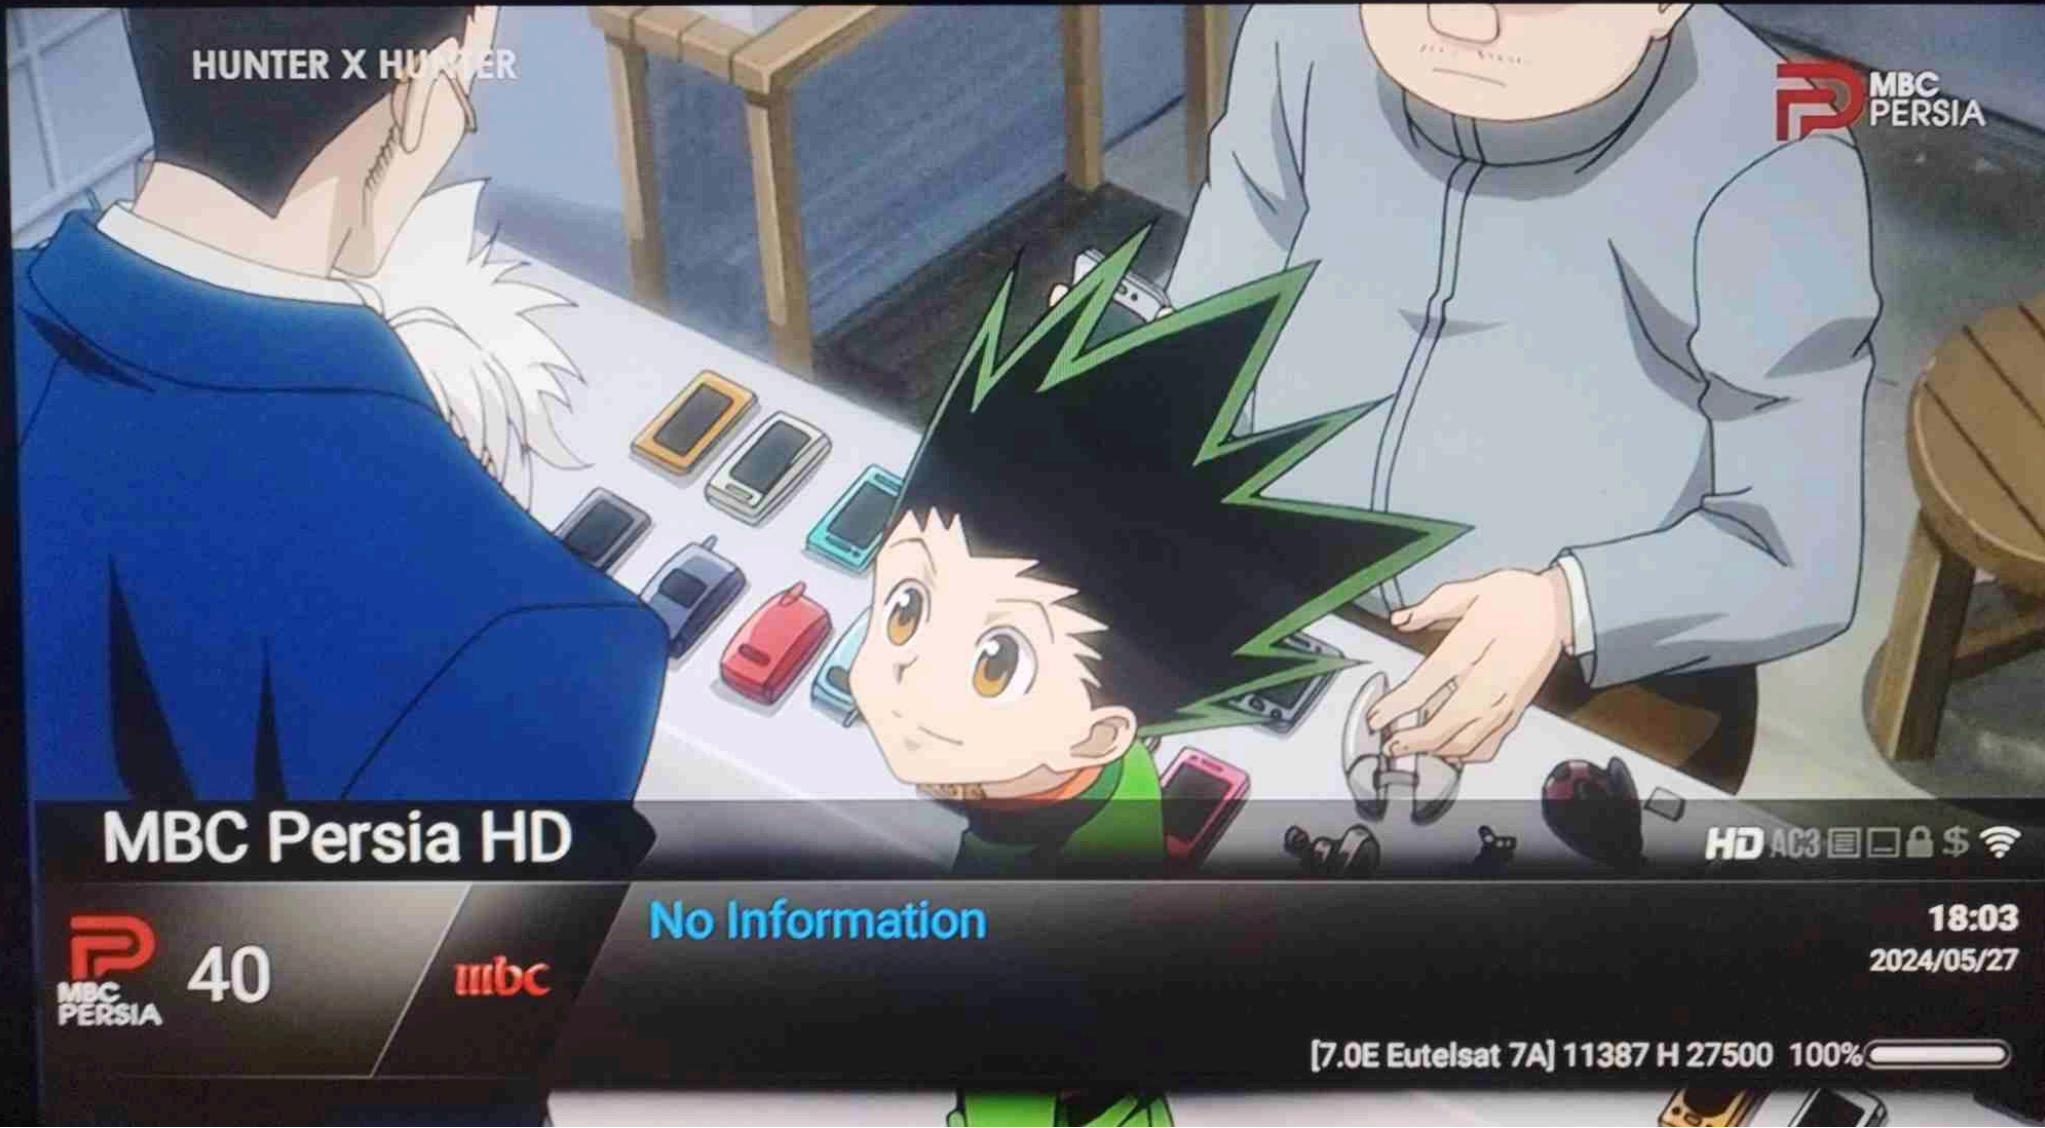 HUNTER X HUNTER
MBC
PERSIA
MBC Persia HD
HD AC3 $
MBC
PERSIA
40
mbc
No Information
18:03
2024/05/27
[7.0E Eutelsat 7A] 11387 H 27500 100%